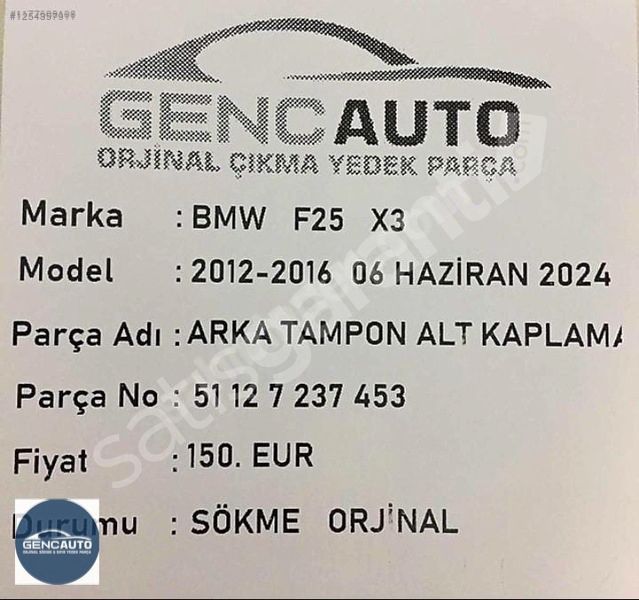 GENCAUTO
ORJİNAL ÇIKMA YEDEK PARÇA
Marka : BMW F25 X3
Model : 2012-2016 06 HAZİRAN 2024
Parça Adı : ARKA TAMPON ALT KAPLAMA
Parça No : 51 12 7 237 453
Fiyat : 150. EUR
Durumu : SÖKME ORJİNAL
GENCAUTO